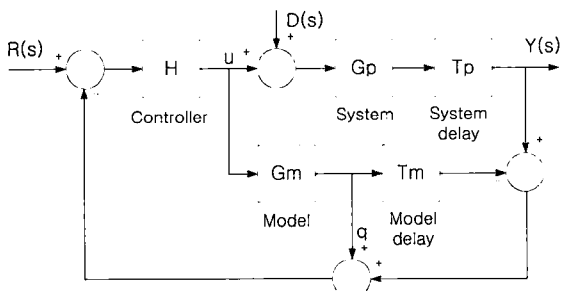 D(s)
R(s)
+
H
u
+
+
Gp
Tp
Y(s)
Controller
System
System
delay
+
Gm
Tm
Model
Model
delay
q
+
+